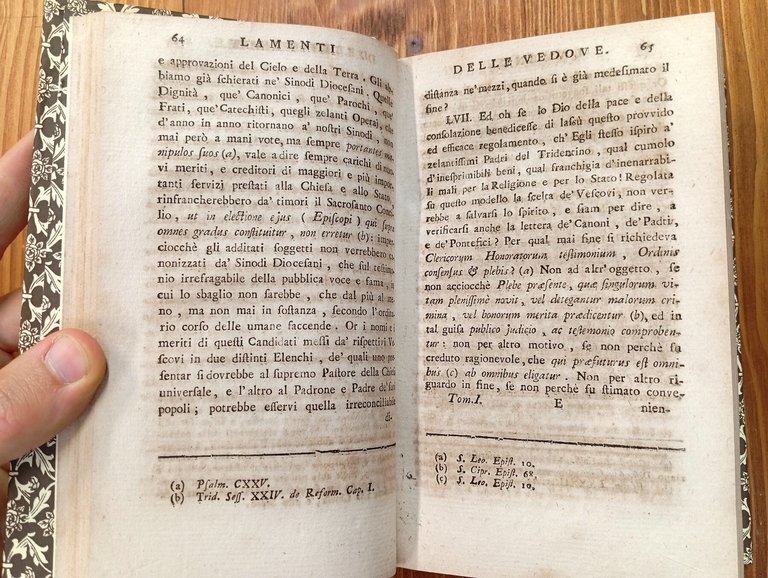 64 LAMENTI
e approvazioni del Cielo e della Terra. Gli ab-
biamo già schierati ne' Sinodi Diocesani, Quelle
Dignità, que' Canonici, que' Parochi, que'
Frati, que' Catechisti, quegli zelanti Operaj, che
d'anno in anno ritornano a' nostri Sinodi, non
mai però a mani vote, ma sempre portantes ma-
nipulos suos (a), vale a dire sempre carichi di nuo-
vi meriti, e creditori di maggiori e più impor-
tanti servizi prestati alla Chiesa e allo Stato,
rinfrancherebbero da' timori il Sacrosanto Conci-
lio, ut in electione ejus (Episcopi) qui supra
omnes gradus constituitur, non erretur (b): imper-
ciocchè gli additati soggetti non verrebbero ca-
nonizzati da' Sinodi Diocesani, che sul testimo-
nio irrefragabile della pubblica voce e fama, in
cui lo sbaglio non sarebbe, che dal più al me-
no, ma non mai in sostanza, secondo l'ordina-
rio corso delle umane faccende. Or i nomi e i
meriti di questi Candidati messi da' rispettivi Ve-
scovi in due distinti Elenchi, de' quali uno pre-
sentar si dovrebbe al supremo Pastore della Chiesa
universale, e l'altro al Padrone e Padre de' suoi
popoli; potrebbe esservi quella irreconciliabile
di-
(a) Psalm. CXXV.
(b) Trid. Sess. XXIV. de Reform. Cap. I.
DELLE VEDOVE. 65
distanza ne' mezzi, quando si è già medesimato il
fine?
LVII. Ed oh se lo Dio della pace e della
consolazione benedicesse di lassù questo provvido
ed efficace regolamento, ch' Egli stesso ispirò a'
zelantissimi Padri del Tridentino, qual cumolo
d'inesprimibili beni, qual franchigia d'inenarrabi-
li mali per la Religione e per lo Stato! Regolata
su questo modello la scelta de' Vescovi, non ver-
rebbe a salvarsi lo spirito, e siam per dire, a
verificarsi anche la lettera de' Canoni, de' Padri,
e de' Pontefici? Per qual mai fine si richiedeva
Clericorum Honoratorum testimonium, Ordinis
consensus & plebis? (a) Non ad altr' oggetto, se
non acciocchè Plebe præsente, quæ singulorum vi-
tam plenissime novit, vel detegantur malorum cri-
mina, vel bonorum merita prædicentur (b), ed in
tal guisa publico judicio, ac testemonio comproben-
tur: non per altro motivo, se non perchè su
creduto ragionevole, che qui præfuturus est omni-
bus (c) ab omnibus eligatur. Non per altro ri-
guardo in fine, se non perchè fu stimato conve-
Tom. I. E nien-
(a) S. Leo. Epist. 10.
(b) S. Cipr. Epist. 68.
(c) S. Leo. Epist. 10.